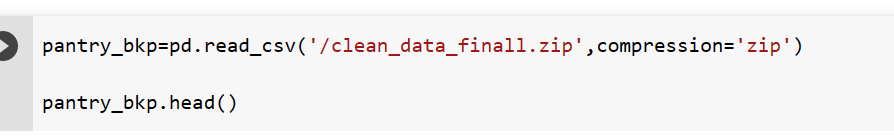 pantry_bkp=pd.read_csv('/clean_data_finall.zip',compression='zip')
pantry_bkp.head()